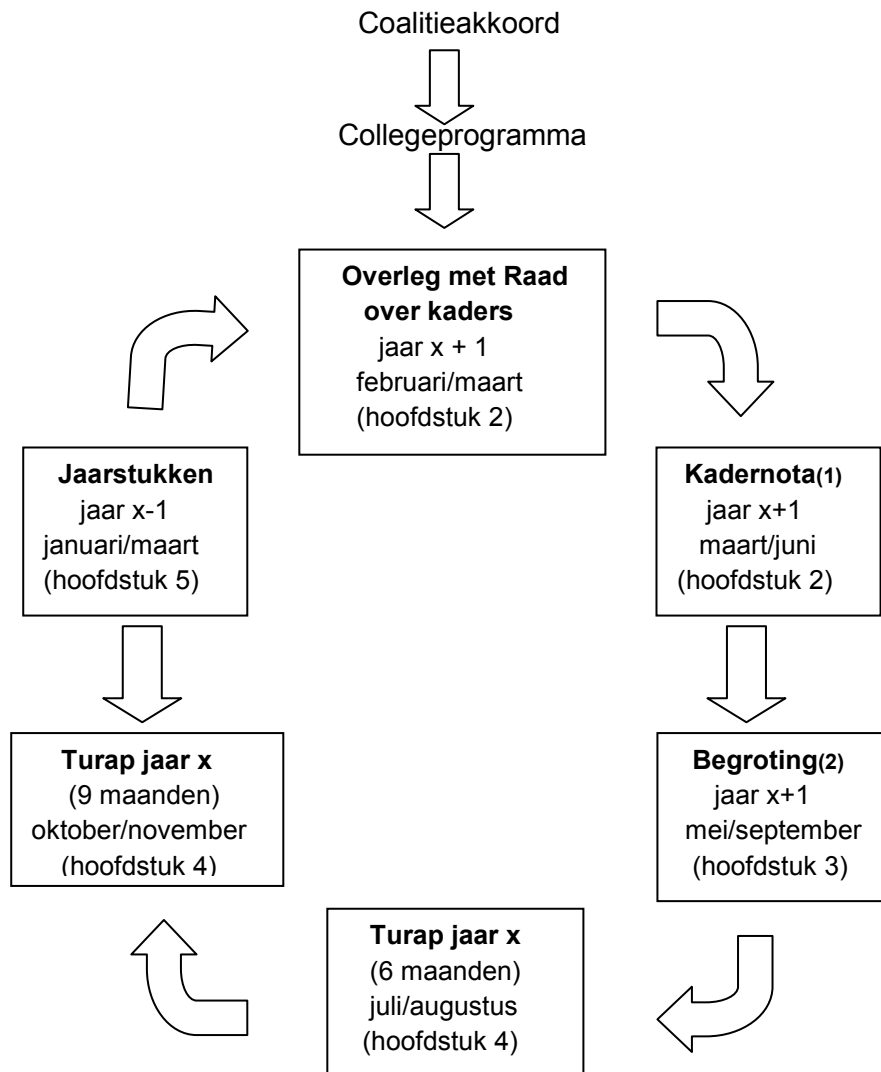 Coalitieakkoord
Collegeprogramma
Overleg met Raad
over kaders
jaar x + 1
februari/maart
(hoofdstuk 2)
Jaarstukken
jaar x-1
januari/maart
(hoofdstuk 5)
Kadernota(1)
jaar x+1
maart/juni
(hoofdstuk 2)
Turap jaar x
(9 maanden)
oktober/november
(hoofdstuk 4)
Begroting(2)
jaar x+1
mei/september
(hoofdstuk 3)
Turap jaar x
(6 maanden)
juli/augustus
(hoofdstuk 4)